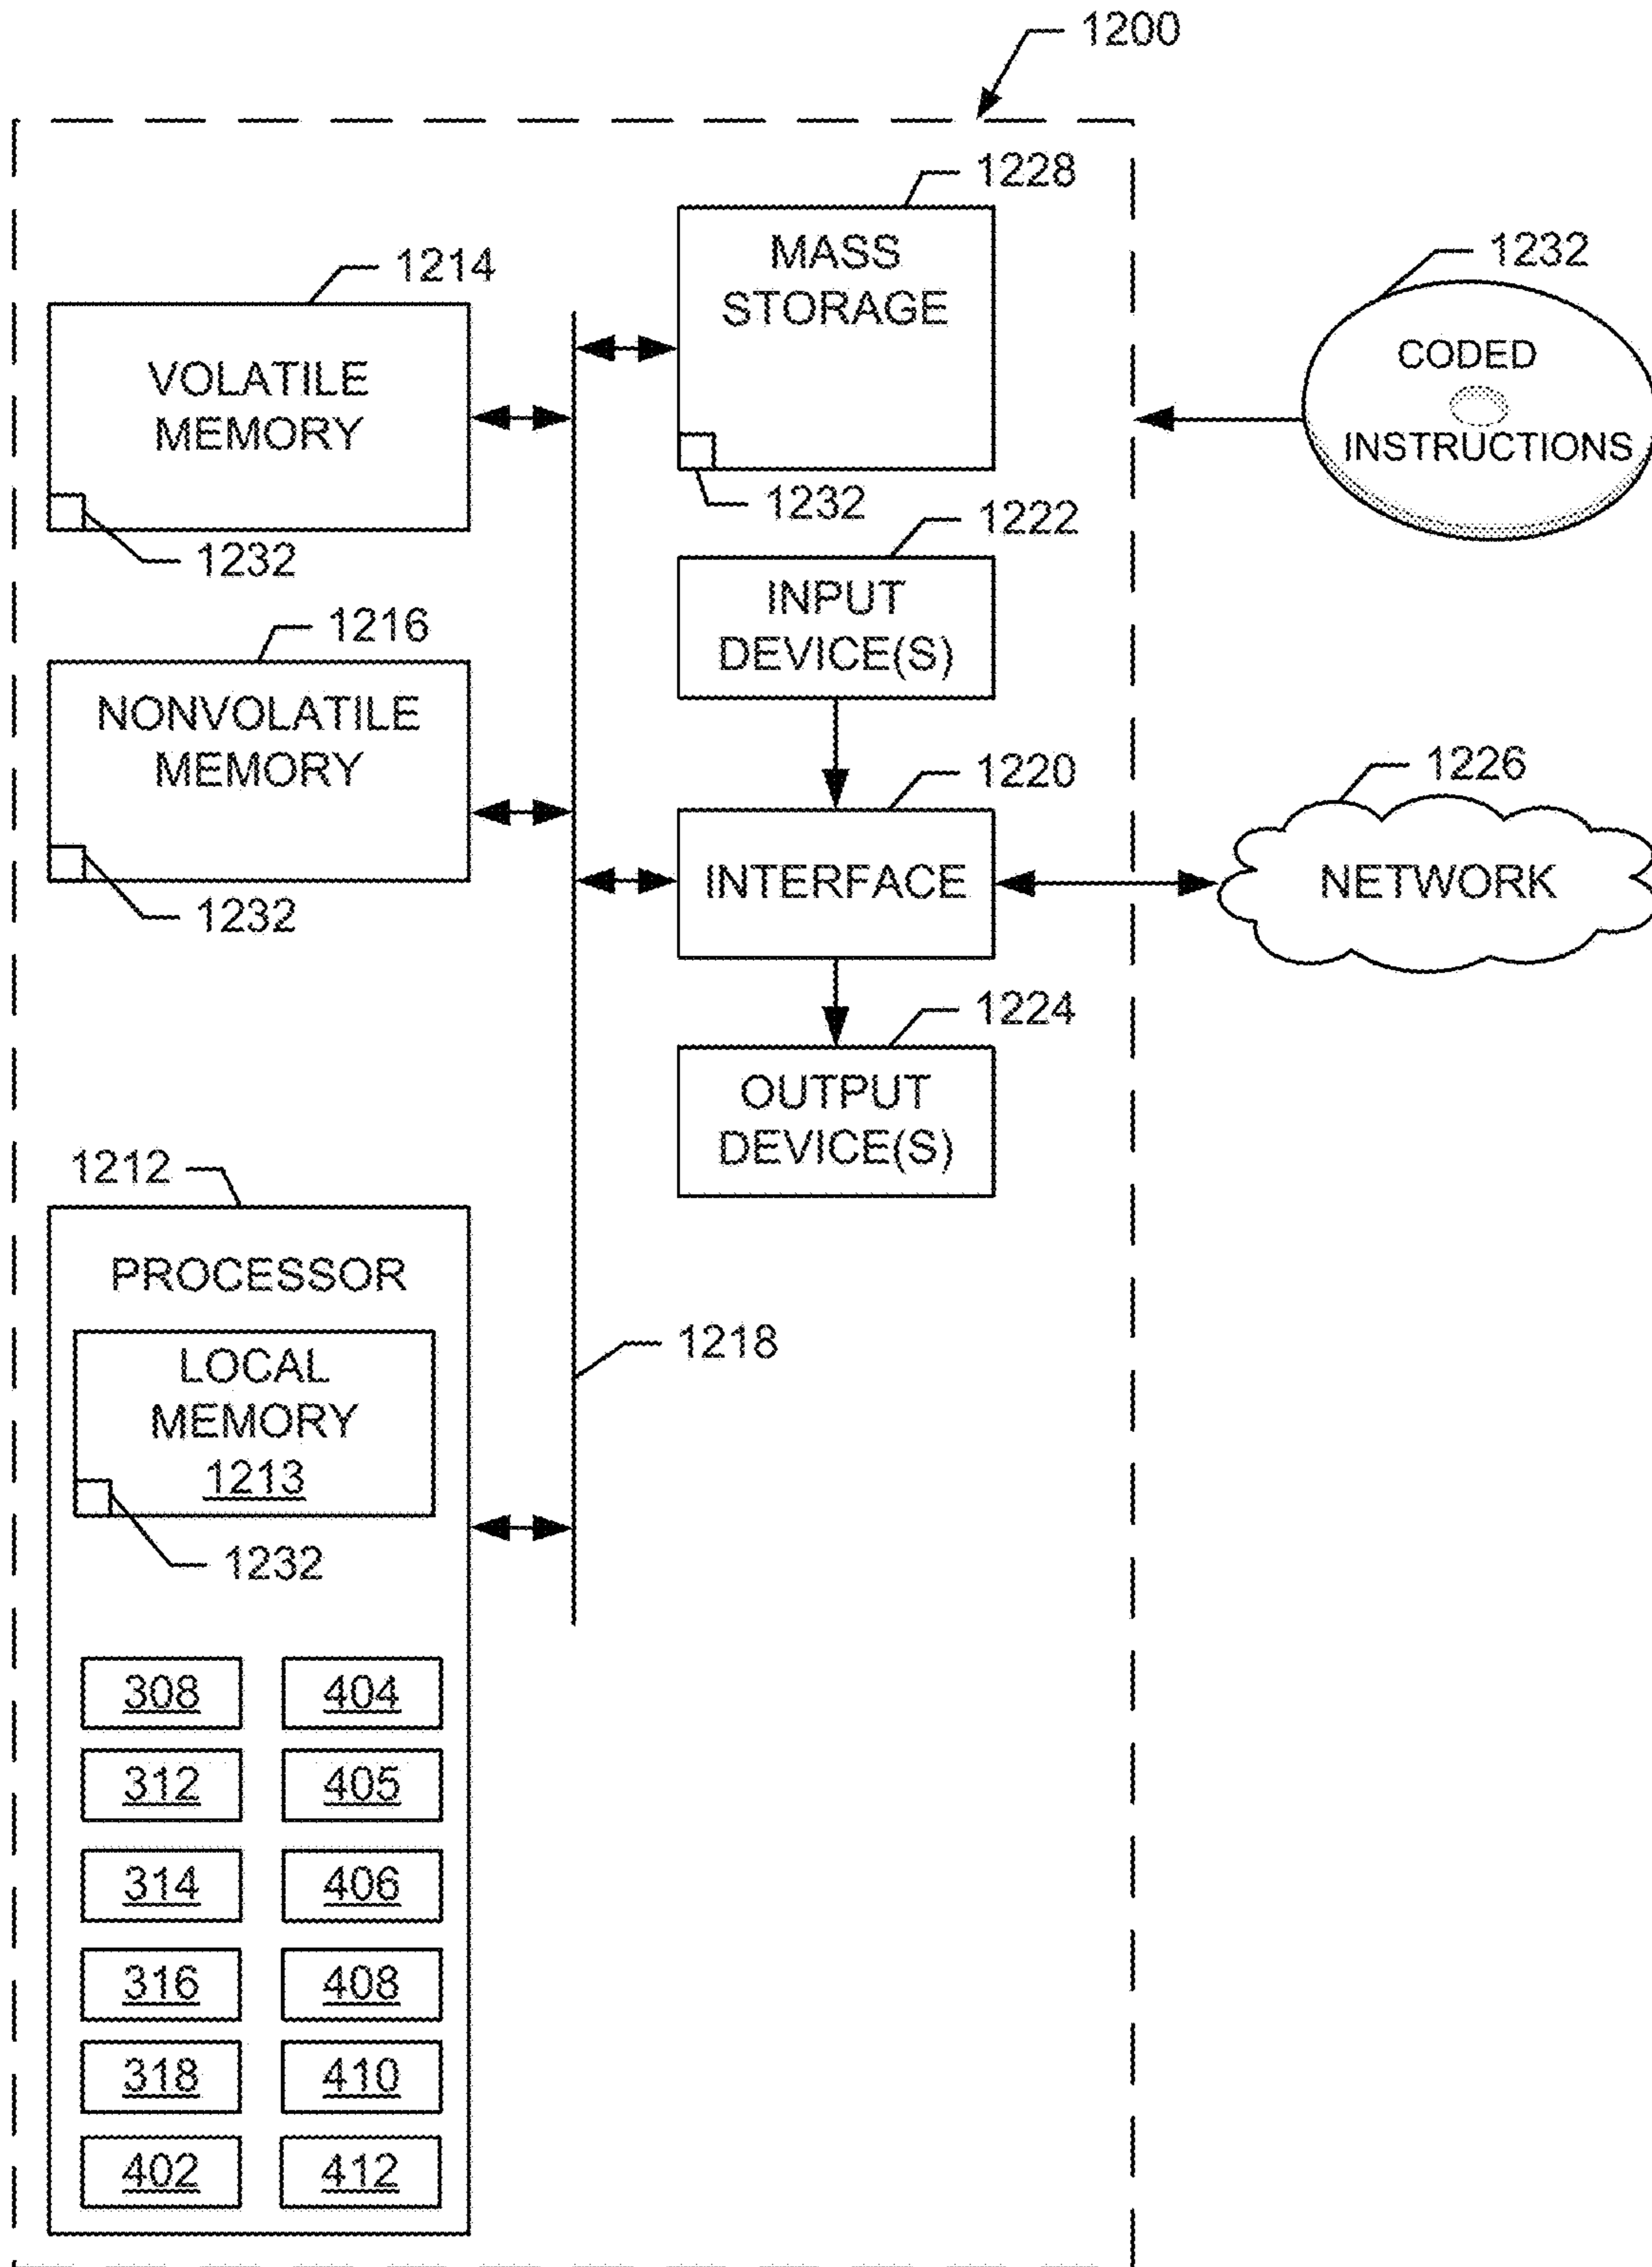 1200
1228
MASS
STORAGE
1232
1214
VOLATILE
MEMORY
1232
1232
CODED
INSTRUCTIONS
1222
INPUT
DEVICE(S)
1216
NONVOLATILE
MEMORY
1232
1220
INTERFACE
1226
NETWORK
1224
OUTPUT
DEVICE(S)
1212
PROCESSOR
LOCAL
MEMORY
1213
1232
1218
308
404
312
405
314
406
316
408
318
410
402
412